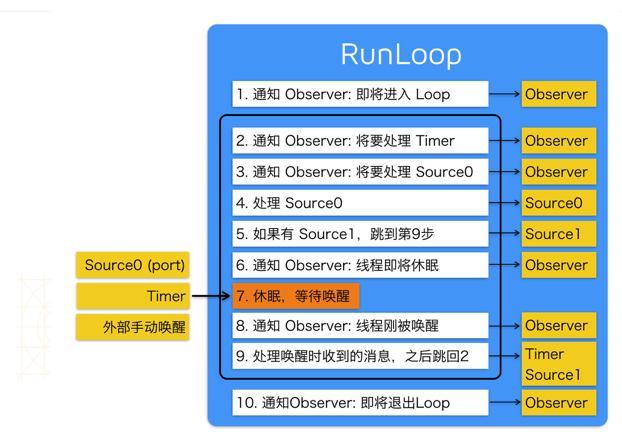 RunLoop
1. 通知 Observer: 即将进入 Loop
Observer
2. 通知 Observer: 将要处理 Timer
Observer
3. 通知 Observer: 将要处理 Source0
Observer
4. 处理 Source0
Source0
5. 如果有 Source1，跳到第9步
Source1
6. 通知 Observer: 线程即将休眠
Observer
Source0 (port)
Timer
外部手动唤醒
7. 休眠，等待唤醒
8. 通知 Observer: 线程刚被唤醒
Observer
9. 处理唤醒时收到的消息，之后跳回2
Timer
Source1
10. 通知Observer: 即将退出Loop
Observer